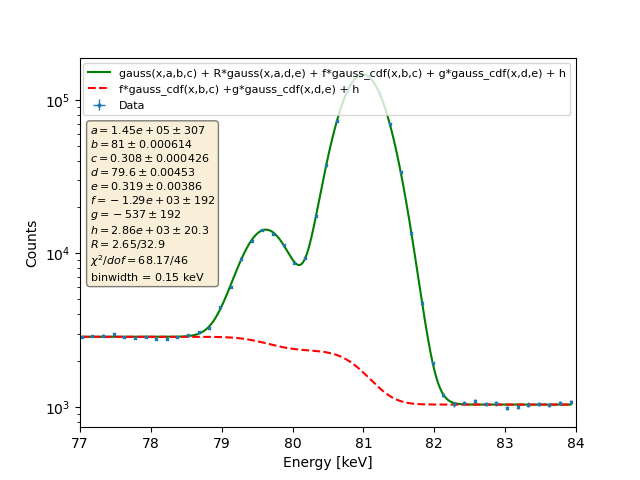 gauss(x,a,b,c) + R*gauss(x,a,d,e) + f*gauss_cdf(x,b,c) + g*gauss_cdf(x,d,e) + h
f*gauss_cdf(x,b,c) +g*gauss_cdf(x,d,e) + h
Data
a = 1.45e + 05 ± 307
b = 81 ± 0.000614
c = 0.308 ± 0.000426
d = 79.6 ± 0.00453
e = 0.319 ± 0.00386
f = −1.29e + 03 ± 192
g = −537 ± 192
h = 2.86e + 03 ± 20.3
R = 2.65/32.9
χ²/dof = 68.17/46
binwidth = 0.15 keV
10⁵
10⁴
10³
Counts
77 78 79 80 81 82 83 84
Energy [keV]